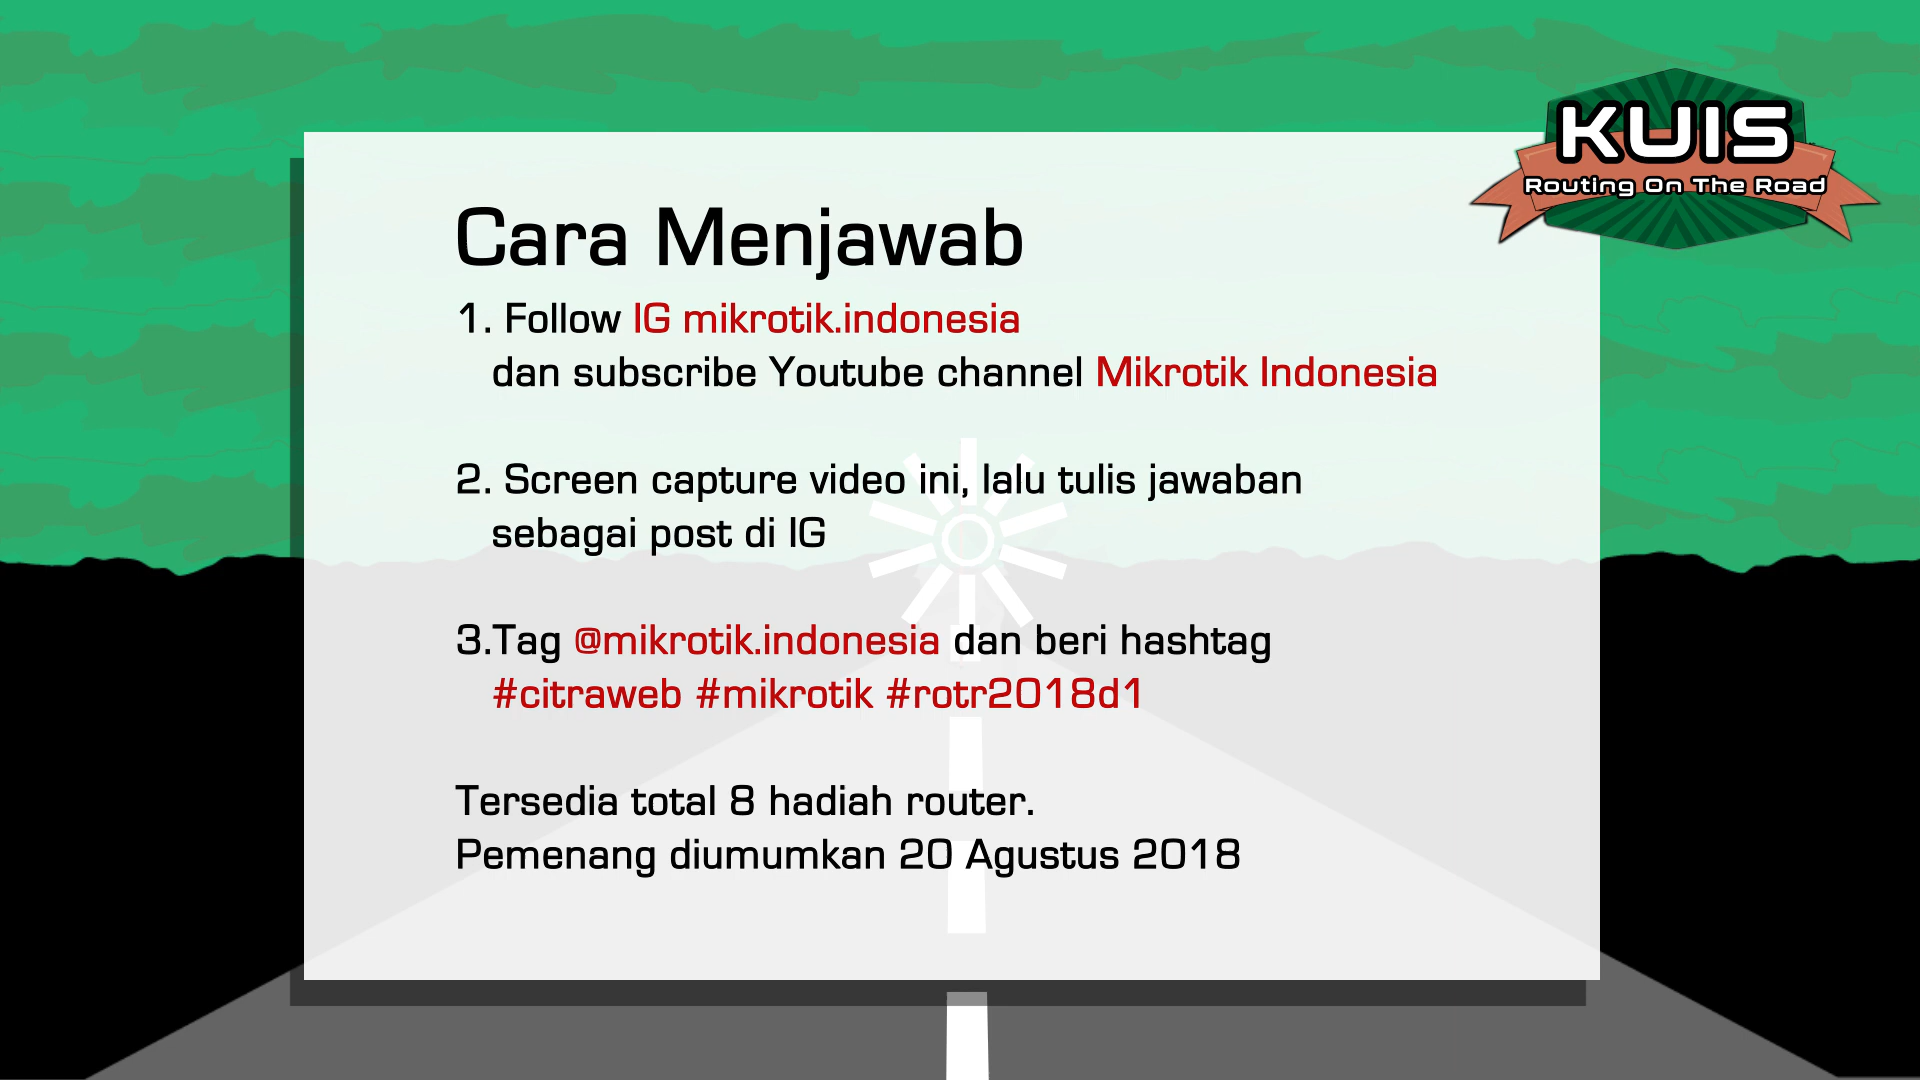 KUIS
Routing On The Road
Cara Menjawab
1. Follow IG mikrotik.indonesia
dan subscribe Youtube channel Mikrotik Indonesia
2. Screen capture video ini, lalu tulis jawaban
sebagai post di IG
3.Tag @mikrotik.indonesia dan beri hashtag
#citraweb #mikrotik #rotr2018d1
Tersedia total 8 hadiah router.
Pemenang diumumkan 20 Agustus 2018